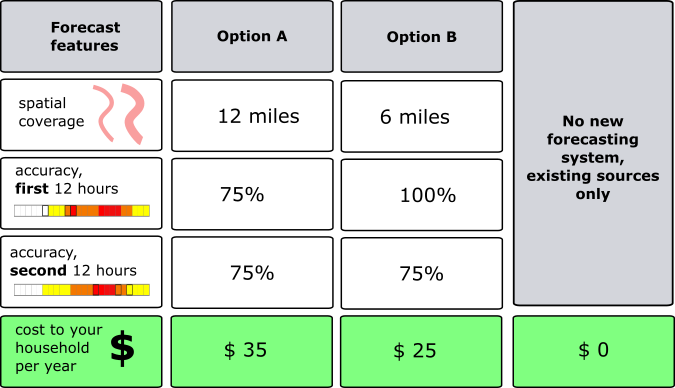 Forecast
features
Option A
Option B
No new
forecasting
system,
existing sources
only
spatial
coverage
12 miles
6 miles
accuracy,
first 12 hours
75%
100%
accuracy,
second 12 hours
75%
75%
cost to your
household
per year
$
$ 35
$ 25
$ 0